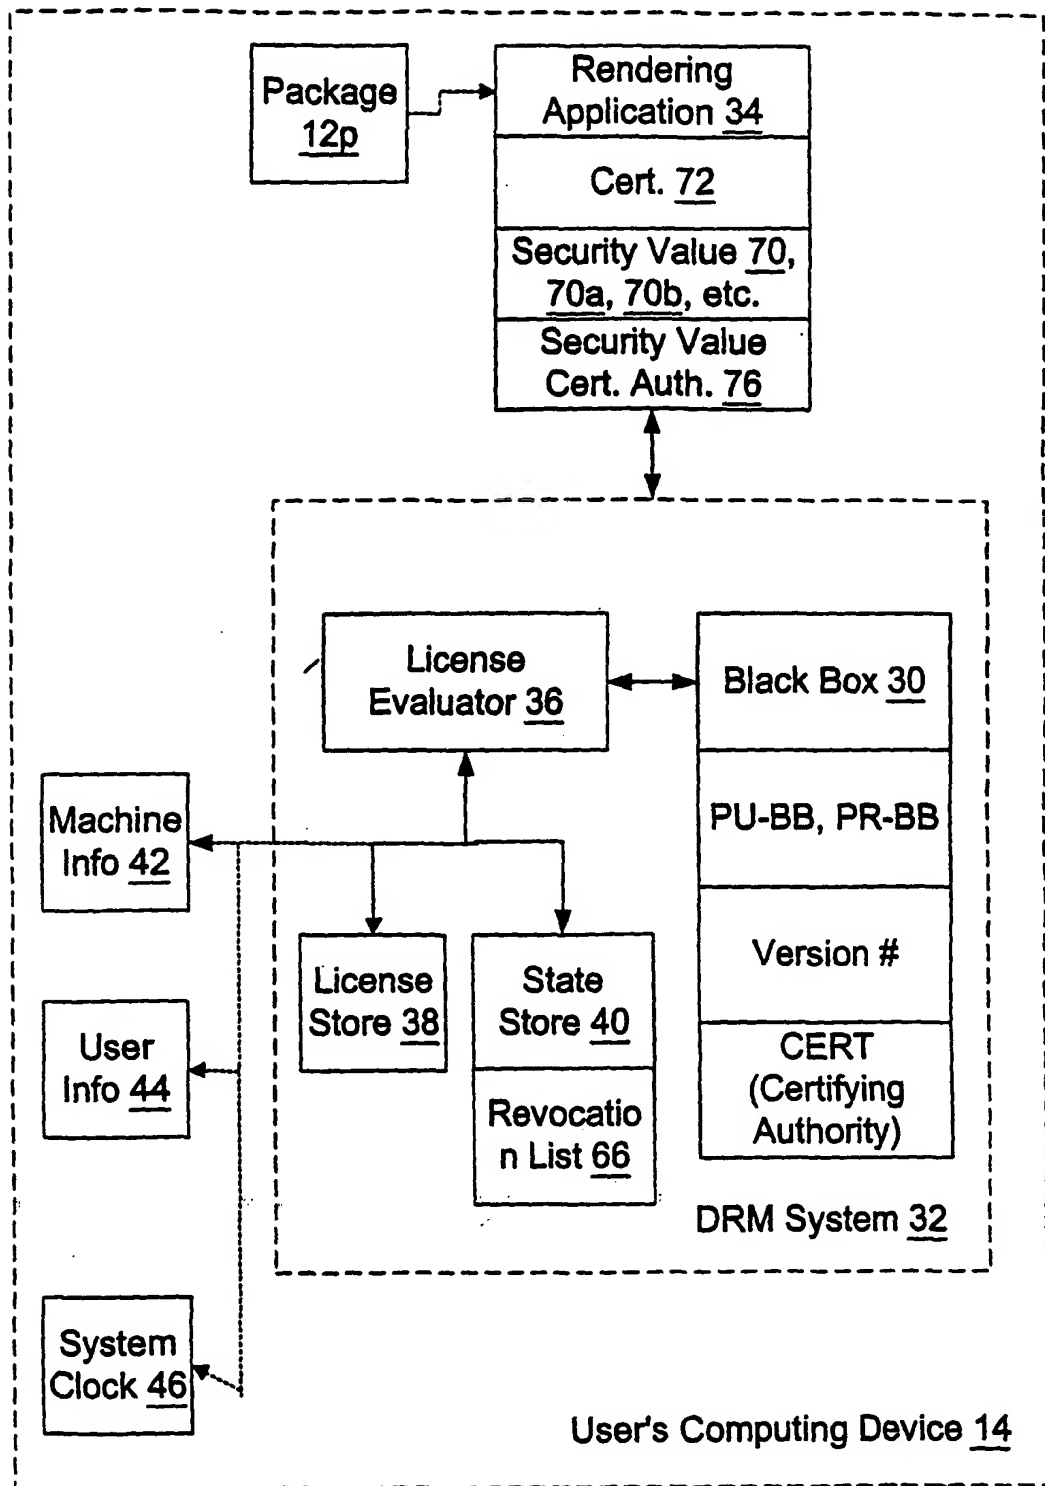 Package
12p
Rendering
Application 34
Cert. 72
Security Value 70,
70a, 70b, etc.
Security Value
Cert. Auth. 76
License
Evaluator 36
Black Box 30
PU-BB, PR-BB
Version #
CERT
(Certifying
Authority)
Machine
Info 42
License
Store 38
State
Store 40
Revocatio
n List 66
User
Info 44
DRM System 32
System
Clock 46
User's Computing Device 14